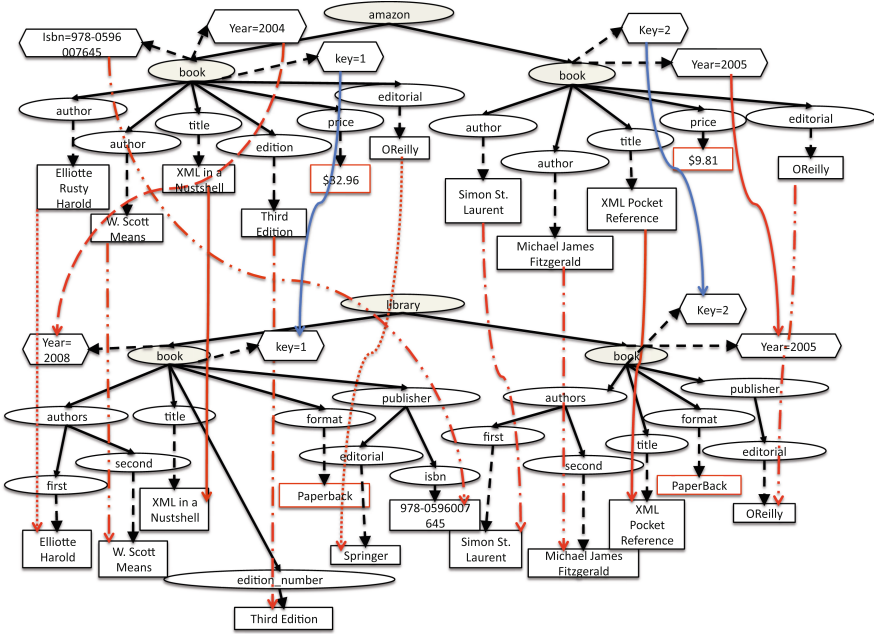 amazon
Isbn=978-0596
007645
Year=2004
Key=2
key=1
Year=2005
book
book
author
editorial
author
title
price
price
editorial
author
edition
title
author
Elliotte
Rusty
Harold
XML in a
Nustshell
$32.96
OReilly
$9.81
OReilly
Simon St.
Laurent
XML Pocket
Reference
W. Scott
Means
Third
Edition
Michael James
Fitzgerald
library
Key=2
Year=
2008
key=1
Year=2005
book
book
publisher
authors
publisher
authors
title
format
format
first
title
second
editorial
second
editorial
first
isbn
Paperback
PaperBack
XML in a
Nustshell
978-0596007
645
XML
Pocket
Reference
OReilly
Elliotte
Harold
W. Scott
Means
Springer
Simon St.
Laurent
Michael James
Fitzgerald
edition_number
Third Edition